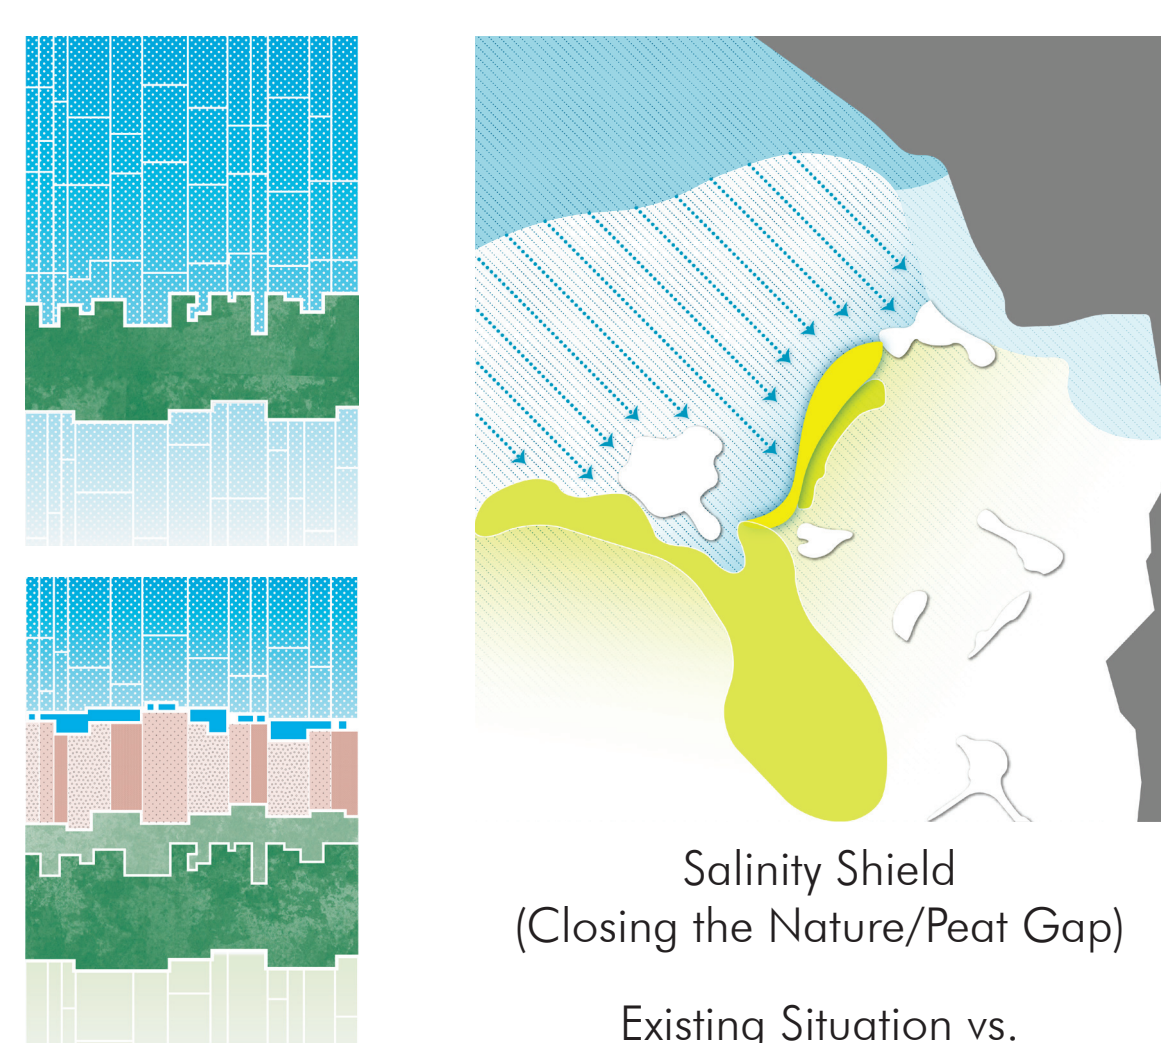 Salinity Shield
(Closing the Nature/Peat Gap)
Existing Situation vs.